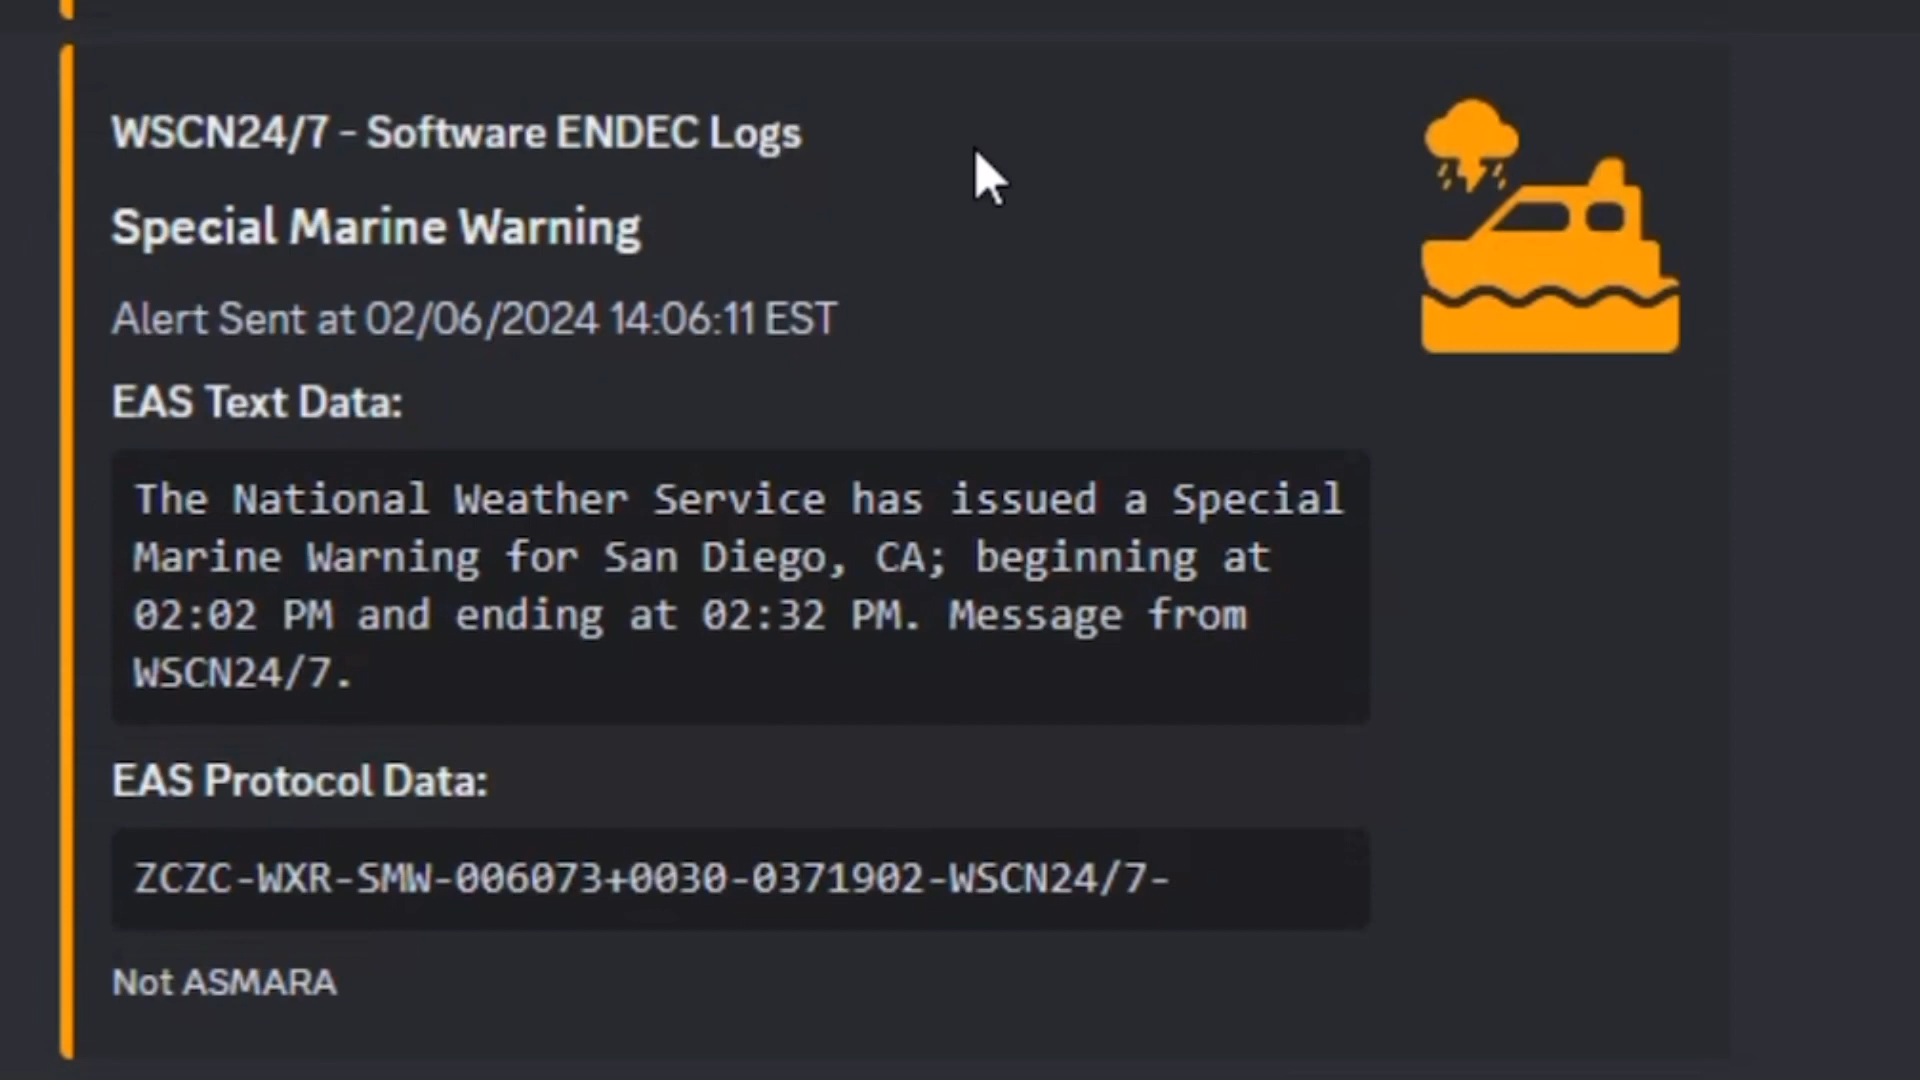 WSCN24/7 - Software ENDEC Logs
Special Marine Warning
Alert Sent at 02/06/2024 14:06:11 EST
EAS Text Data:
The National Weather Service has issued a Special
Marine Warning for San Diego, CA; beginning at
02:02 PM and ending at 02:32 PM. Message from
WSCN24/7.
EAS Protocol Data:
ZCZC-WXR-SMW-006073+0030-0371902-WSCN24/7-
Not ASMARA